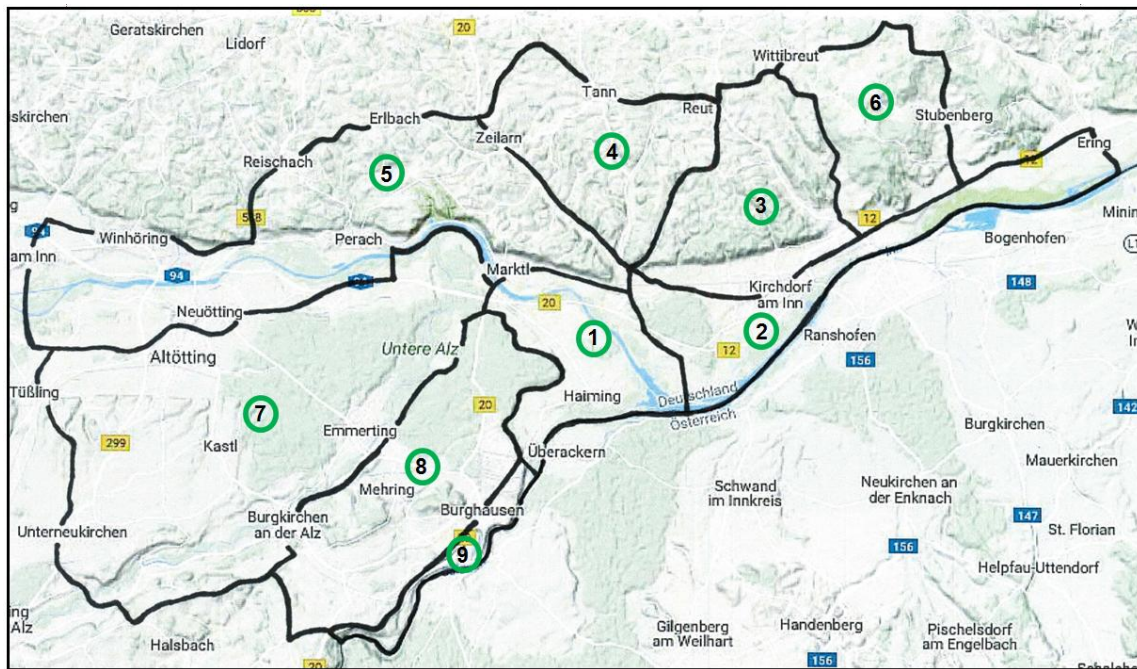 20
Geratskirchen
Lidorf
Wittibreut
Tann
6
Reut
skirchen
Erlbach
Stubenberg
Zeilarn
4
Ering
Reischach
5
12
3
12
94
Winhöring
Perach
Bogenhofen
am Inn
Marktl
94
Kirchdorf
am Inn
148
20
Neuötting
1
2
Ranshofen
Untere Alz
12
156
Altötting
Deutschland
Österreich
Tüßling
Haiming
20
142
7
299
Kastl
Emmerting
Burgkirchen
Überackern
8
Mauerkirchen
Mehring
Schwand
im Innkreis
Neukirchen an
der Enknach
Burghausen
Burgkirchen
an der Alz
147
Unterneukirchen
St. Florian
9
156
Helpfau-Uttendorf
Alz
Halsbach
Gilgenberg
am Weilhart
Handenberg
Pischelsdorf
am Engelbach
20
156